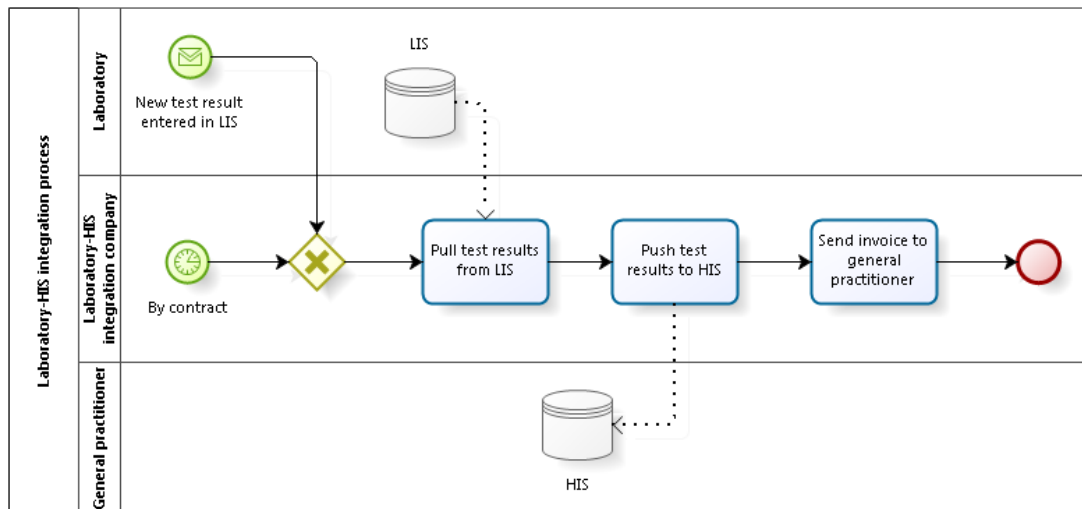 Laboratory-HIS integration process
Laboratory
New test result
entered in LIS
LIS
Laboratory-HIS
integration company
By contract
Pull test results
from LIS
Push test
results to HIS
Send invoice to
general
practitioner
General practitioner
HIS